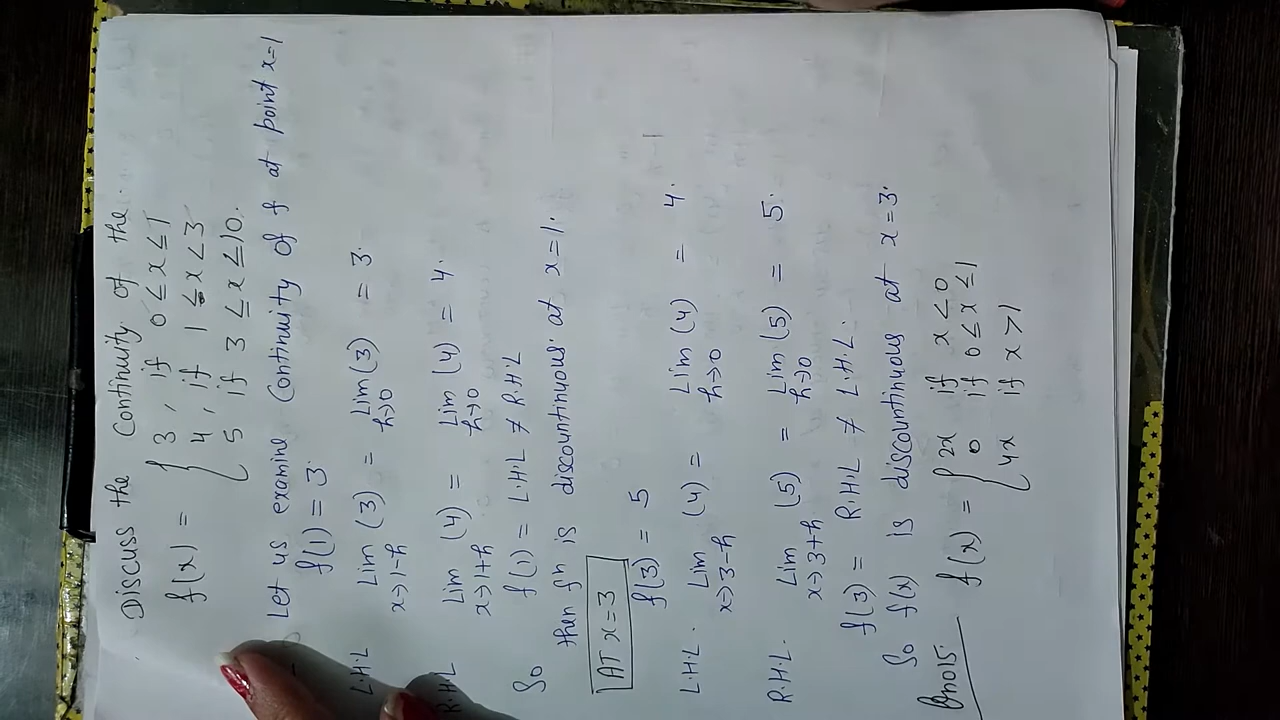 Discuss the Continuity of the.
f(x) = { 3, if 0 ≤ x ≤ 1
4, if 1 ≤ x < 3
5 if 3 ≤ x ≤ 10.
Let us examine Continuity of f at point x=1
f(1) = 3.
L.H.L Lim x→1-h (3) = Lim h→0 (3) = 3.
R.H.L Lim x→1+h (4) = Lim h→0 (4) = 4.
So f(1) = L.H.L ≠ R.H.L
then fn is discountinuous at x=1.
AT x=3
f(3) = 5
L.H.L. Lim x→3-h (4) = Lim h→0 (4) = 4.
R.H.L. Lim x→3+h (5) = Lim h→0 (5) = 5.
f(3) = R.H.L ≠ L.H.L.
So f(x) is discountinuous at x=3.
Qno15 f(x) = { 2x if x<0
0 if 0≤x≤1
4x if x>1